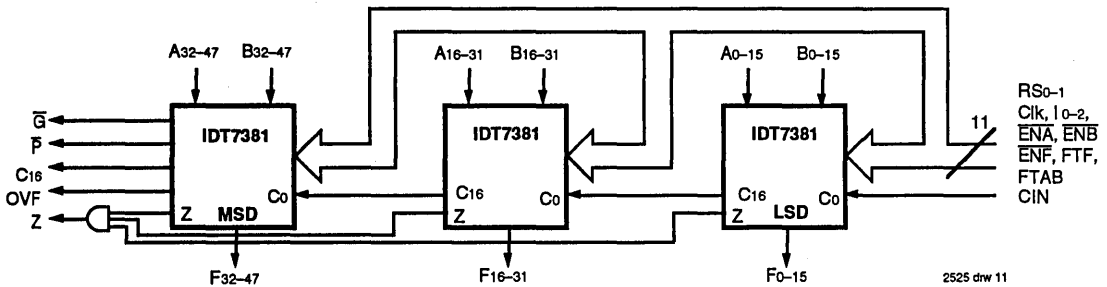 A32–47 B32–47
A16–31 B16–31
A0–15 B0–15
RS0–1
Clk, I0–2,
ENA, ENB
ENF, FTF,
FTAB
CIN
11
G
P
C16
OVF
Z
IDT7381
C0
Z MSD
IDT7381
C16 C0
Z
IDT7381
C16 C0
Z LSD
F32–47
F16–31
F0–15
2525 drw 11